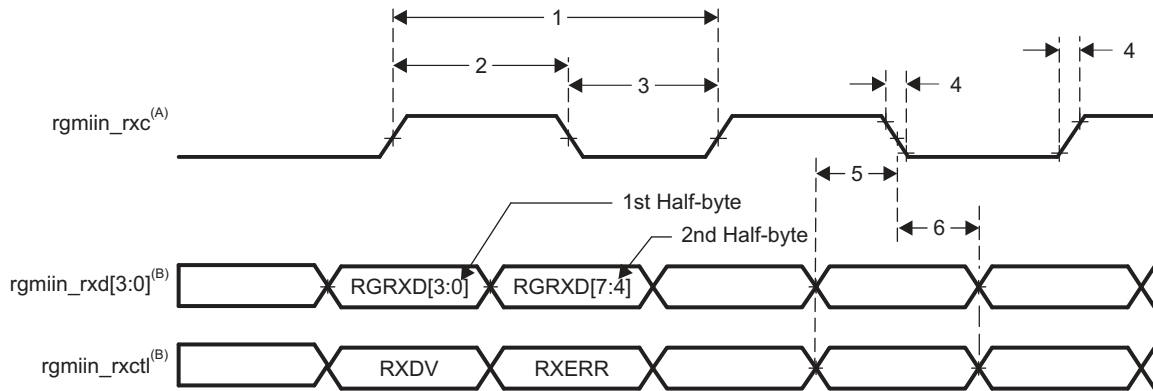 1
2
3
4
4
rgmiin_rxc(A)
5
1st Half-byte
6
2nd Half-byte
rgmiin_rxd[3:0](B)
RGRXD[3:0]
RGRXD[7:4]
rgmiin_rxctl(B)
RXDV
RXERR